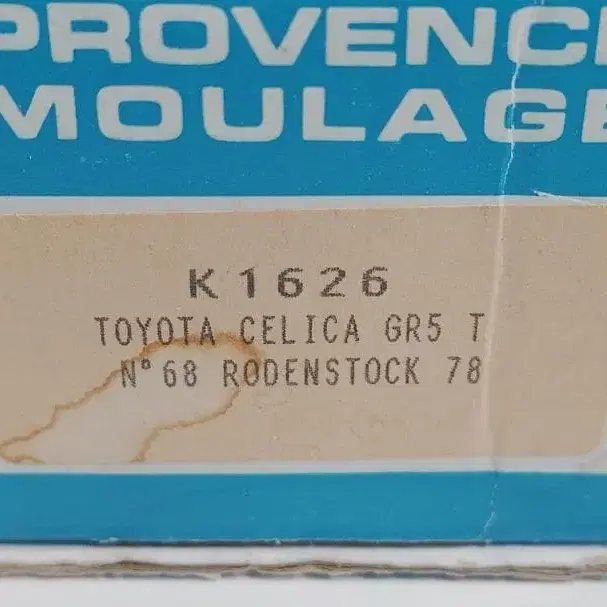 PROVENC
MOULAGE
K1626
TOYOTA CELICA GR5 T
N°68 RODENSTOCK 78